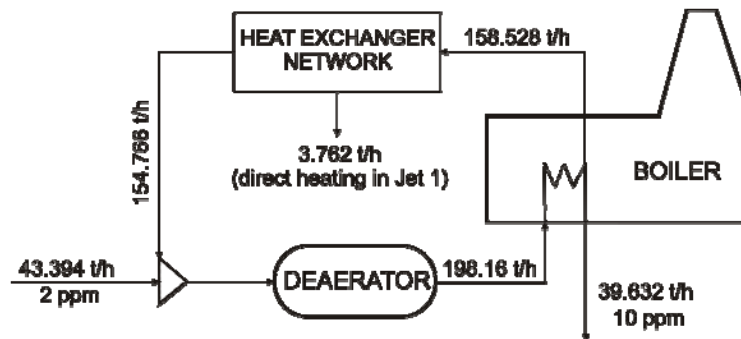 HEAT EXCHANGER
NETWORK
158.528 t/h
154.766 t/h
3.762 t/h
(direct heating in Jet 1)
BOILER
43.394 t/h
2 ppm
DEAERATOR
198.16 t/h
39.632 t/h
10 ppm